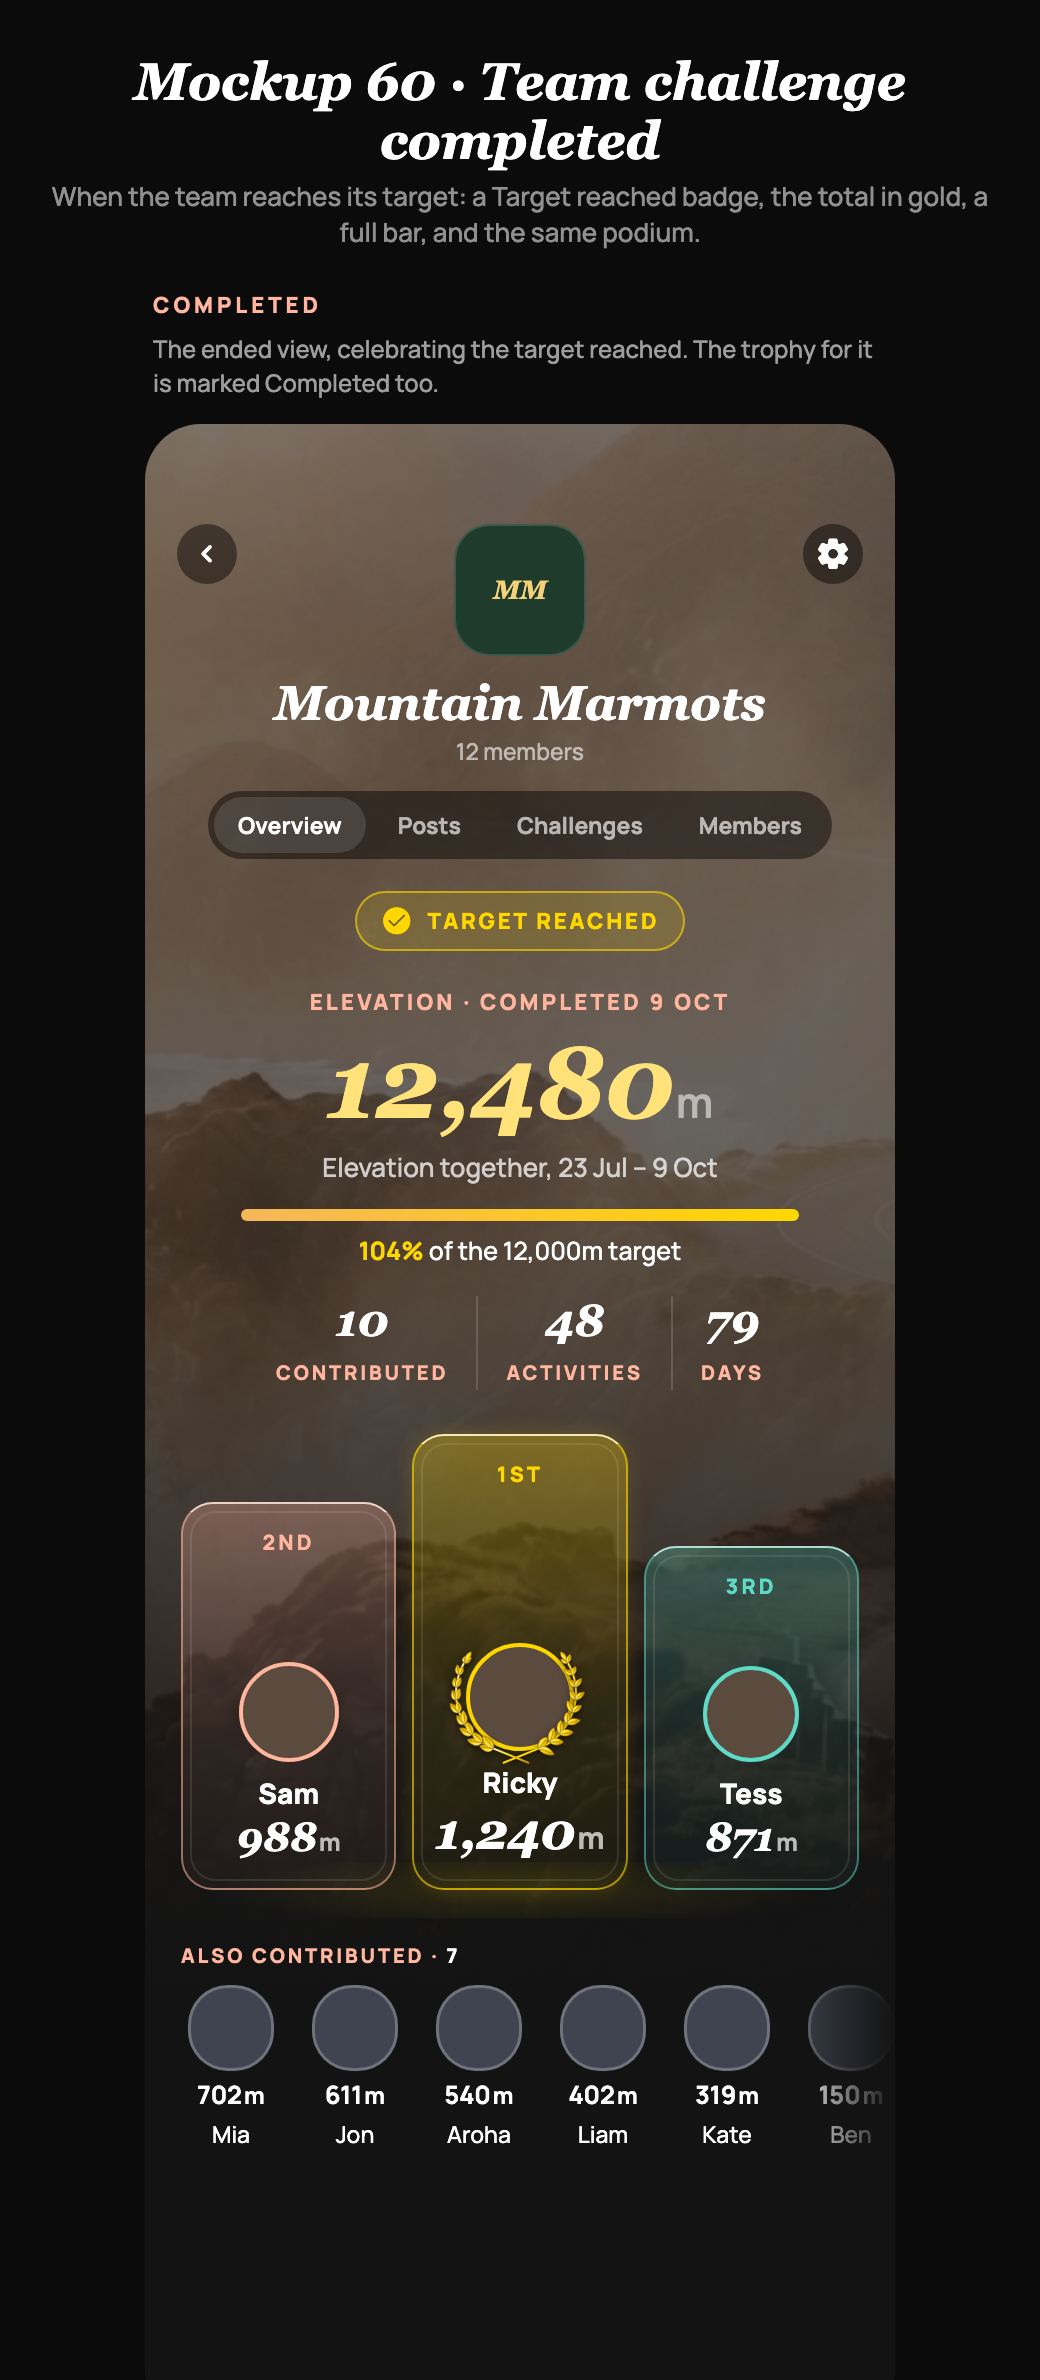 Mockup 60 · Team challenge
completed
When the team reaches its target: a Target reached badge, the total in gold, a
full bar, and the same podium.
COMPLETED
The ended view, celebrating the target reached. The trophy for it
is marked Completed too.
MM
Mountain Marmots
12 members
Overview Posts Challenges Members
TARGET REACHED
ELEVATION · COMPLETED 9 OCT
12,480m
Elevation together, 23 Jul – 9 Oct
104% of the 12,000m target
10 48 79
CONTRIBUTED ACTIVITIES DAYS
1ST
2ND
3RD
Ricky
Sam Tess
1,240m
988m 871m
ALSO CONTRIBUTED · 7
702m 611m 540m 402m 319m 150m
Mia Jon Aroha Liam Kate Ben